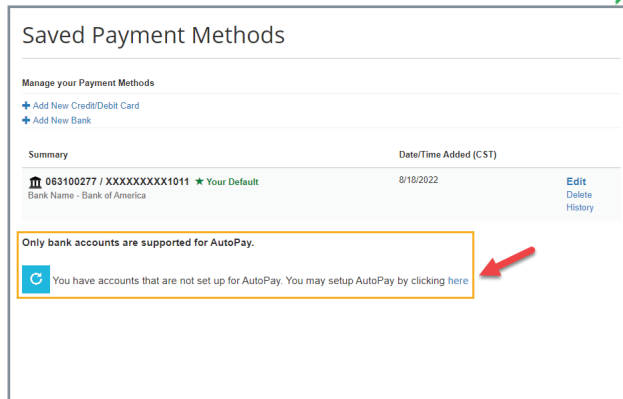 Saved Payment Methods
Manage your Payment Methods
+ Add New Credit/Debit Card
+ Add New Bank
Summary Date/Time Added (CST)
063100277 / XXXXXXXXX1011 ★ Your Default 8/18/2022 Edit
Bank Name - Bank of America Delete
History
Only bank accounts are supported for AutoPay.
You have accounts that are not set up for AutoPay. You may setup AutoPay by clicking here